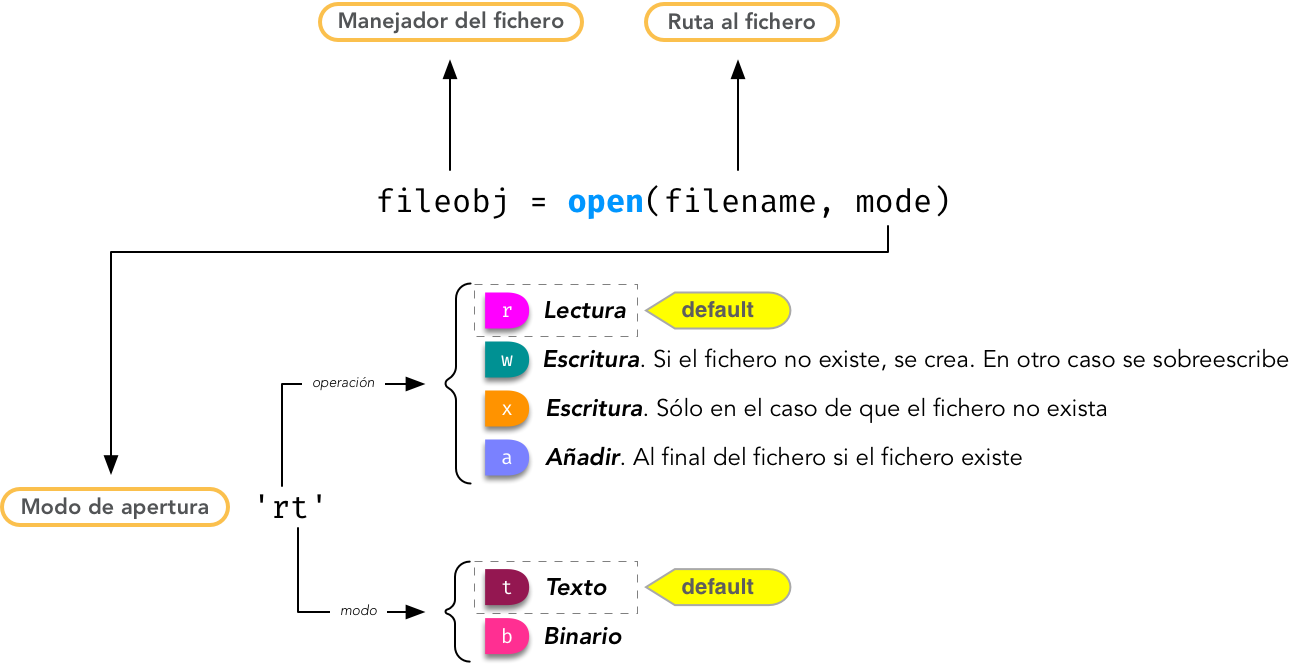 Manejador del fichero
Ruta al fichero
fileobj = open(filename, mode)
r Lectura default
w Escritura. Si el fichero no existe, se crea. En otro caso se sobreescribe
operación
x Escritura. Sólo en el caso de que el fichero no exista
a Añadir. Al final del fichero si el fichero existe
Modo de apertura 'rt'
t Texto default
modo
b Binario